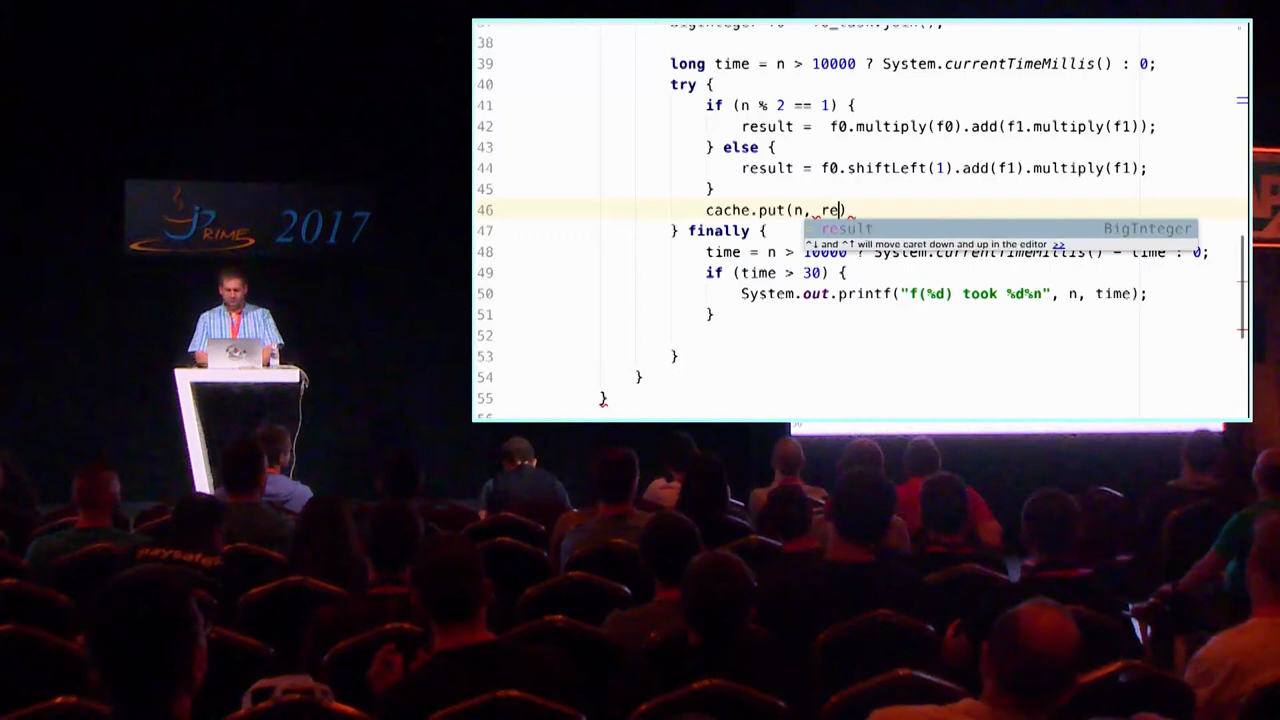 38
39 long time = n > 10000 ? System.currentTimeMillis() : 0;
40 try {
41 if (n % 2 == 1) {
42 result =  f0.multiply(f0).add(f1.multiply(f1));
43 } else {
44 result = f0.shiftLeft(1).add(f1).multiply(f1);
45 }
46 cache.put(n, re)
result BigInteger
^↓ and ^↑ will move caret down and up in the editor >>
47 } finally {
48 time = n > 10000 ? System.currentTimeMillis() - time : 0;
49 if (time > 30) {
50 System.out.printf("f(%d) took %d%n", n, time);
51 }
52
53 }
54 }
55 }
jPRIME 2017
paysafe